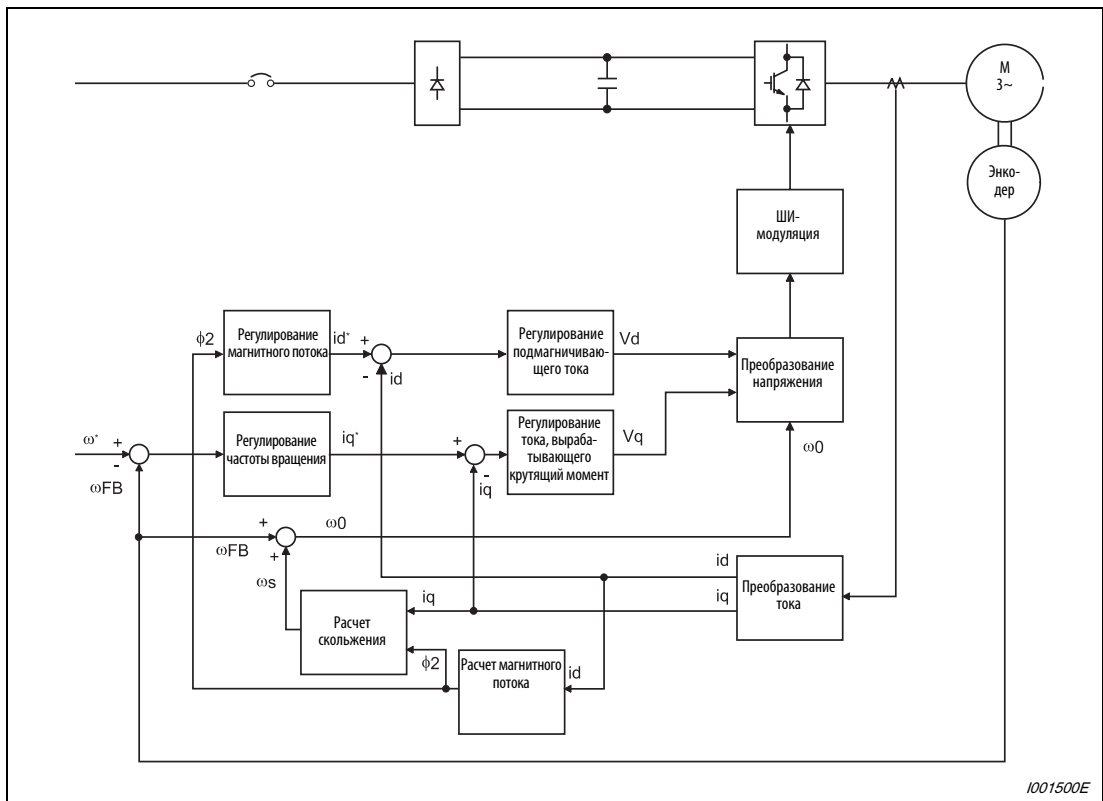 M
3~
Энко-
дер
ШИ-
модуляция
ϕ2
Регулирование
магнитного потока
id*
+
-
id
Регулирование
подмагничиваю-
щего тока
Vd
Преобразование
напряжения
ω*
+
-
ωFB
Регулирование
частоты вращения
iq*
+
-
iq
Регулирование
тока, выраба-
тывающего
крутящий момент
Vq
ω0
+
ωFB
+
ω0
ωs
id
iq
Преобразование
тока
Расчет
скольжения
iq
ϕ2
Расчет магнитного
потока
id
I001500E